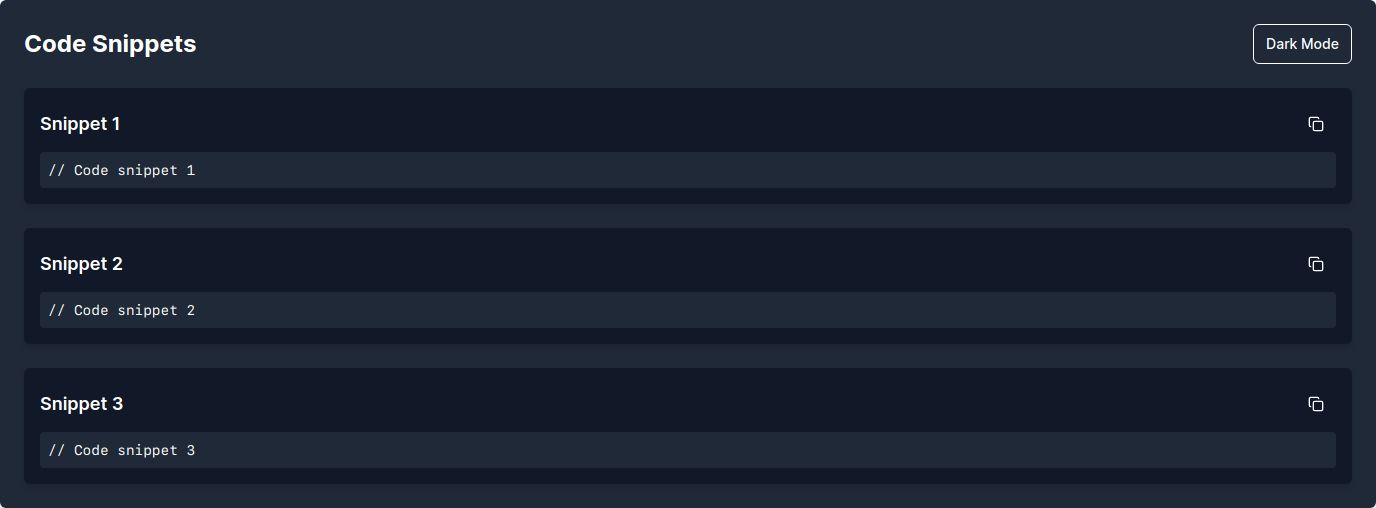 Code Snippets
Dark Mode
Snippet 1
// Code snippet 1
Snippet 2
// Code snippet 2
Snippet 3
// Code snippet 3